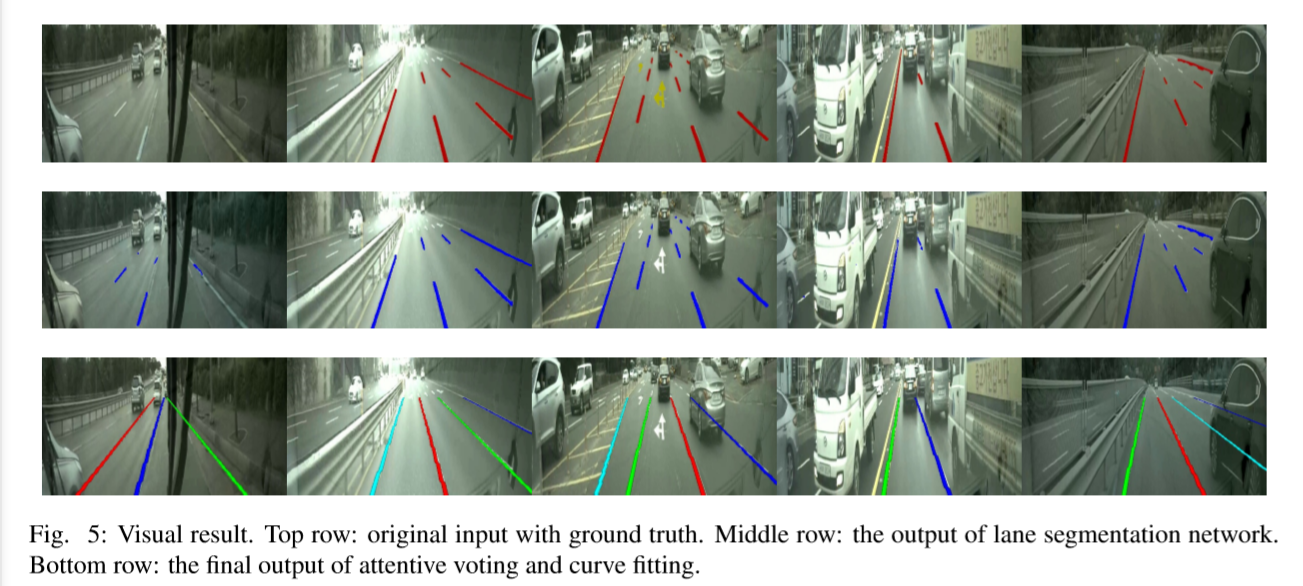 Fig. 5: Visual result. Top row: original input with ground truth. Middle row: the output of lane segmentation network.
Bottom row: the final output of attentive voting and curve fitting.